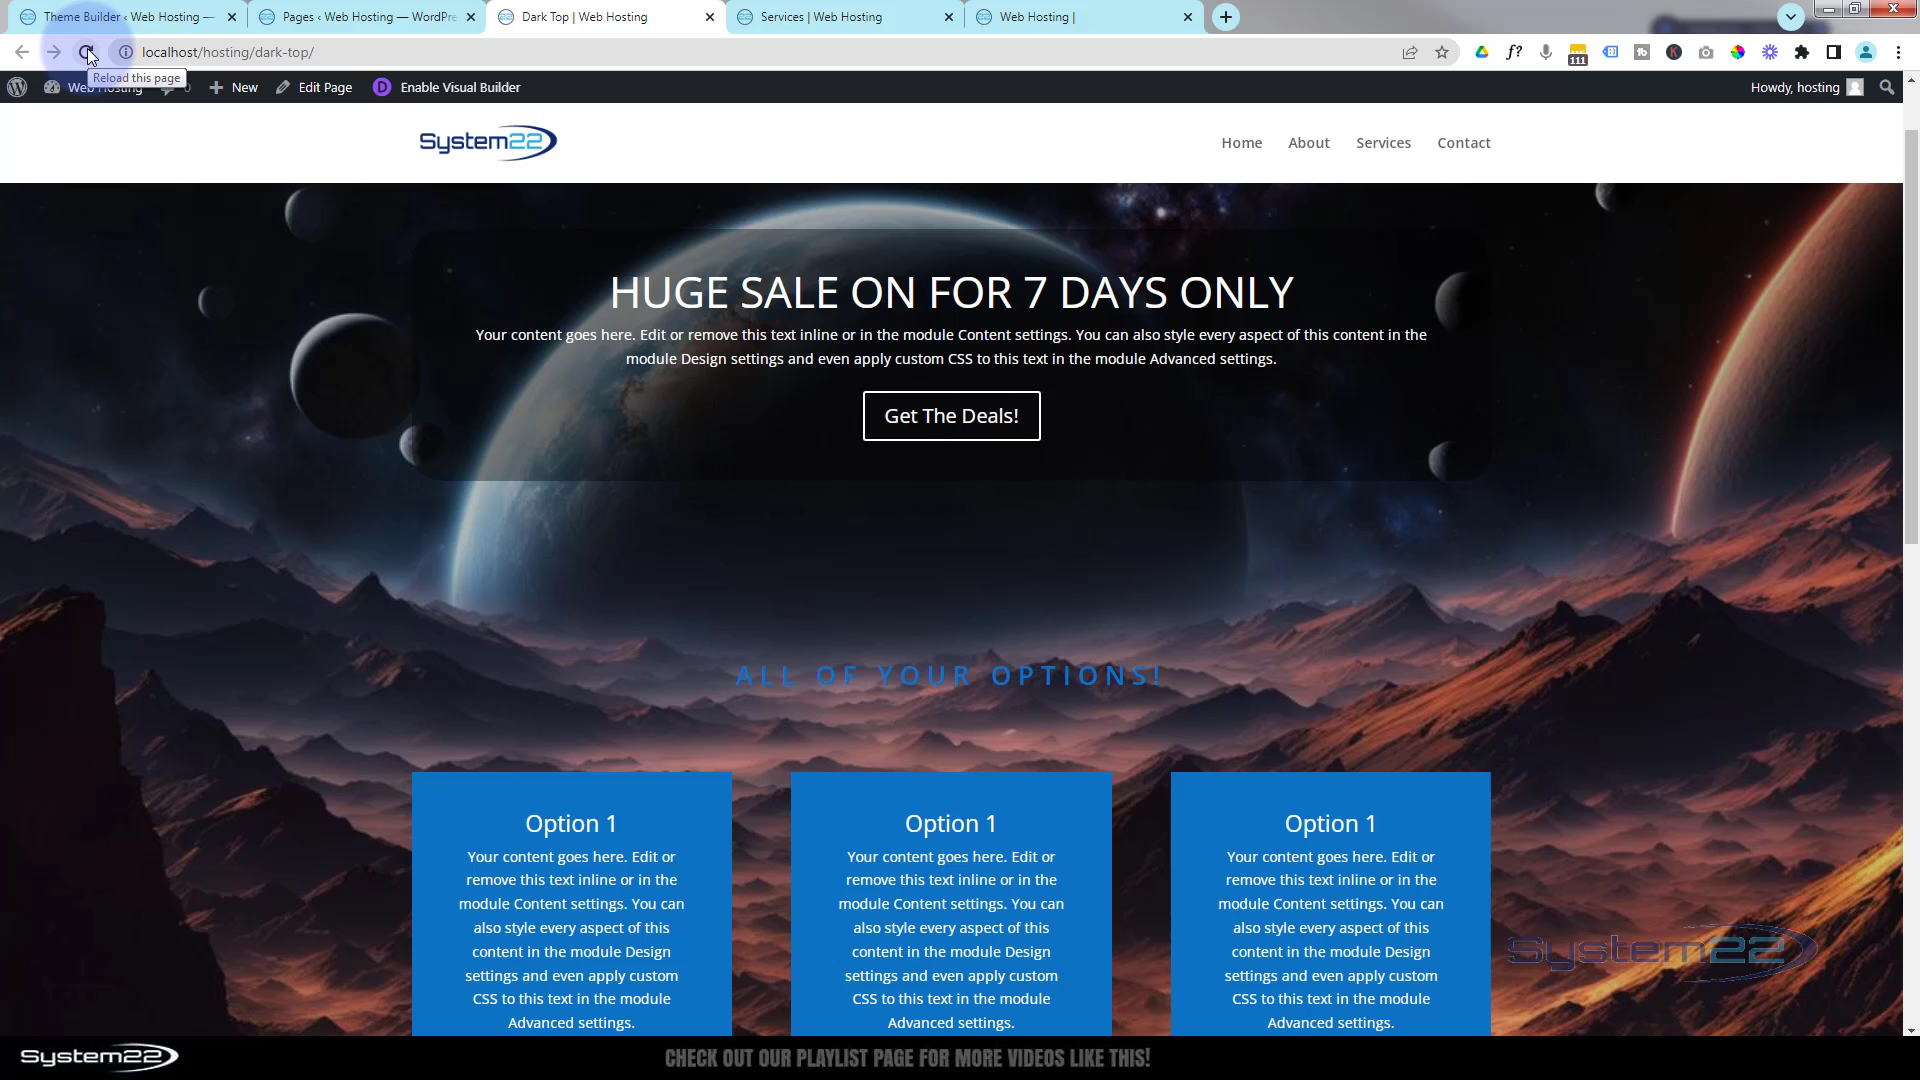 Theme Builder ‹ Web Hosting —
Pages ‹ Web Hosting — WordPre
Dark Top | Web Hosting
Services | Web Hosting
Web Hosting |
localhost/hosting/dark-top/
111
Reload this page
Web Hosting
0
New
Edit Page
D
Enable Visual Builder
Howdy, hosting
System22
Home
About
Services
Contact
HUGE SALE ON FOR 7 DAYS ONLY
Your content goes here. Edit or remove this text inline or in the module Content settings. You can also style every aspect of this content in the
module Design settings and even apply custom CSS to this text in the module Advanced settings.
Get The Deals!
ALL OF YOUR OPTIONS!
Option 1
Your content goes here. Edit or
remove this text inline or in the
module Content settings. You can
also style every aspect of this
content in the module Design
settings and even apply custom
CSS to this text in the module
Advanced settings.
Option 1
Your content goes here. Edit or
remove this text inline or in the
module Content settings. You can
also style every aspect of this
content in the module Design
settings and even apply custom
CSS to this text in the module
Advanced settings.
Option 1
Your content goes here. Edit or
remove this text inline or in the
module Content settings. You can
also style every aspect of this
content in the module Design
settings and even apply custom
CSS to this text in the module
Advanced settings.
System22
System22
CHECK OUT OUR PLAYLIST PAGE FOR MORE VIDEOS LIKE THIS!